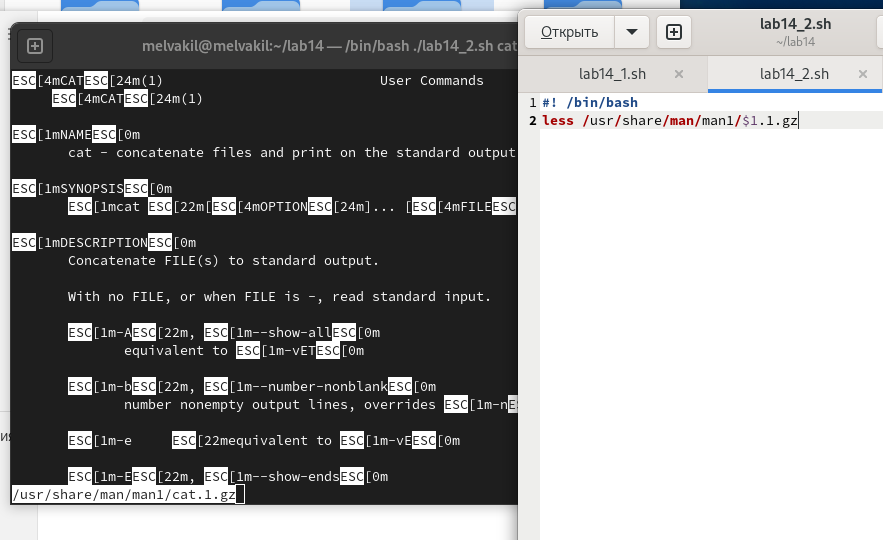 melvakil@melvakil:~/lab14 — /bin/bash ./lab14_2.sh cat
ESC[4mCATESC[24m(1) User Commands
ESC[4mCATESC[24m(1)
ESC[1mNAMEESC[0m
cat - concatenate files and print on the standard output
ESC[1mSYNOPSISESC[0m
ESC[1mcat ESC[22m[ESC[4mOPTIONESC[24m]... [ESC[4mFILEESC
ESC[1mDESCRIPTIONESC[0m
Concatenate FILE(s) to standard output.
With no FILE, or when FILE is -, read standard input.
ESC[1m-AESC[22m, ESC[1m--show-allESC[0m
equivalent to ESC[1m-vETESC[0m
ESC[1m-bESC[22m, ESC[1m--number-nonblankESC[0m
number nonempty output lines, overrides ESC[1m-nES
ESC[1m-e ESC[22mequivalent to ESC[1m-vEESC[0m
ESC[1m-EESC[22m, ESC[1m--show-endsESC[0m
/usr/share/man/man1/cat.1.gz
Открыть
lab14_2.sh
~/lab14
lab14_1.sh × lab14_2.sh ×
1 #! /bin/bash
2 less /usr/share/man/man1/$1.1.gz